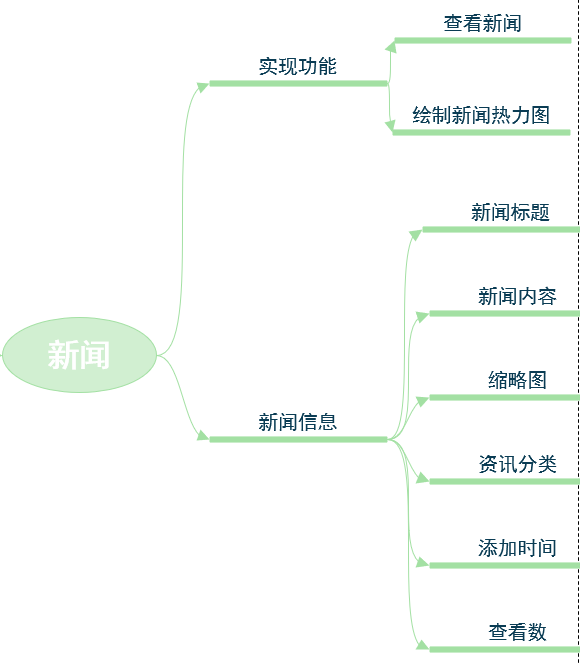 查看新闻
实现功能
绘制新闻热力图
新闻标题
新闻内容
新闻
缩略图
新闻信息
资讯分类
添加时间
查看数